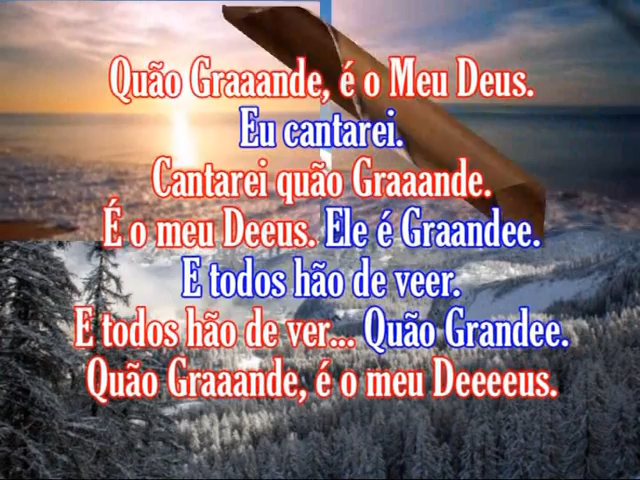 Quão Graaande, é o Meu Deus.
Eu cantarei.
Cantarei quão Graaande.
É o meu Deeus. Ele é Graandee.
E todos hão de veer.
E todos hão de ver... Quão Grandee.
Quão Graaande, é o meu Deeeeus.